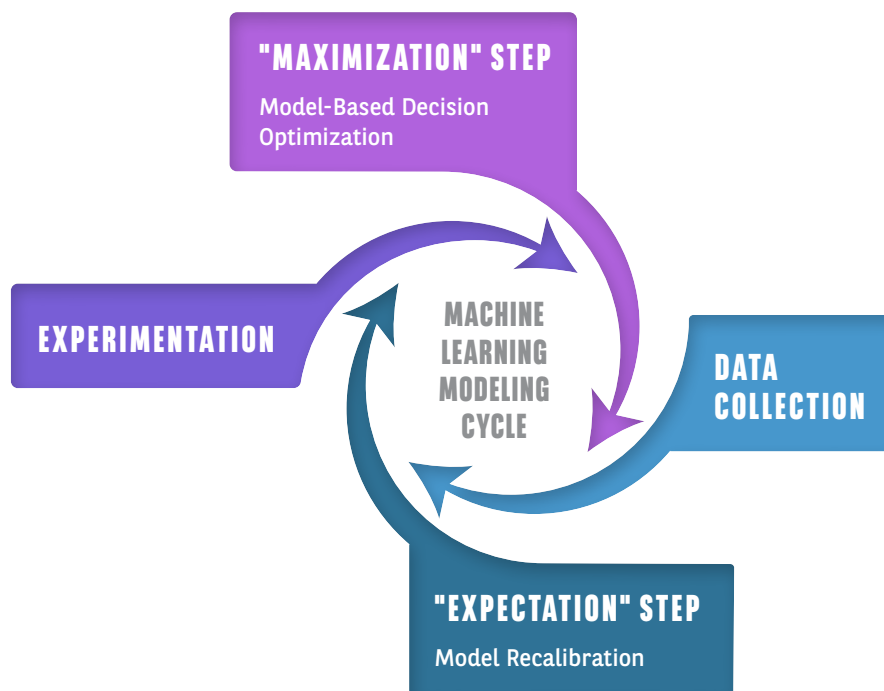 "MAXIMIZATION" STEP
Model-Based Decision
Optimization
EXPERIMENTATION
MACHINE
LEARNING
MODELING
CYCLE
DATA
COLLECTION
"EXPECTATION" STEP
Model Recalibration